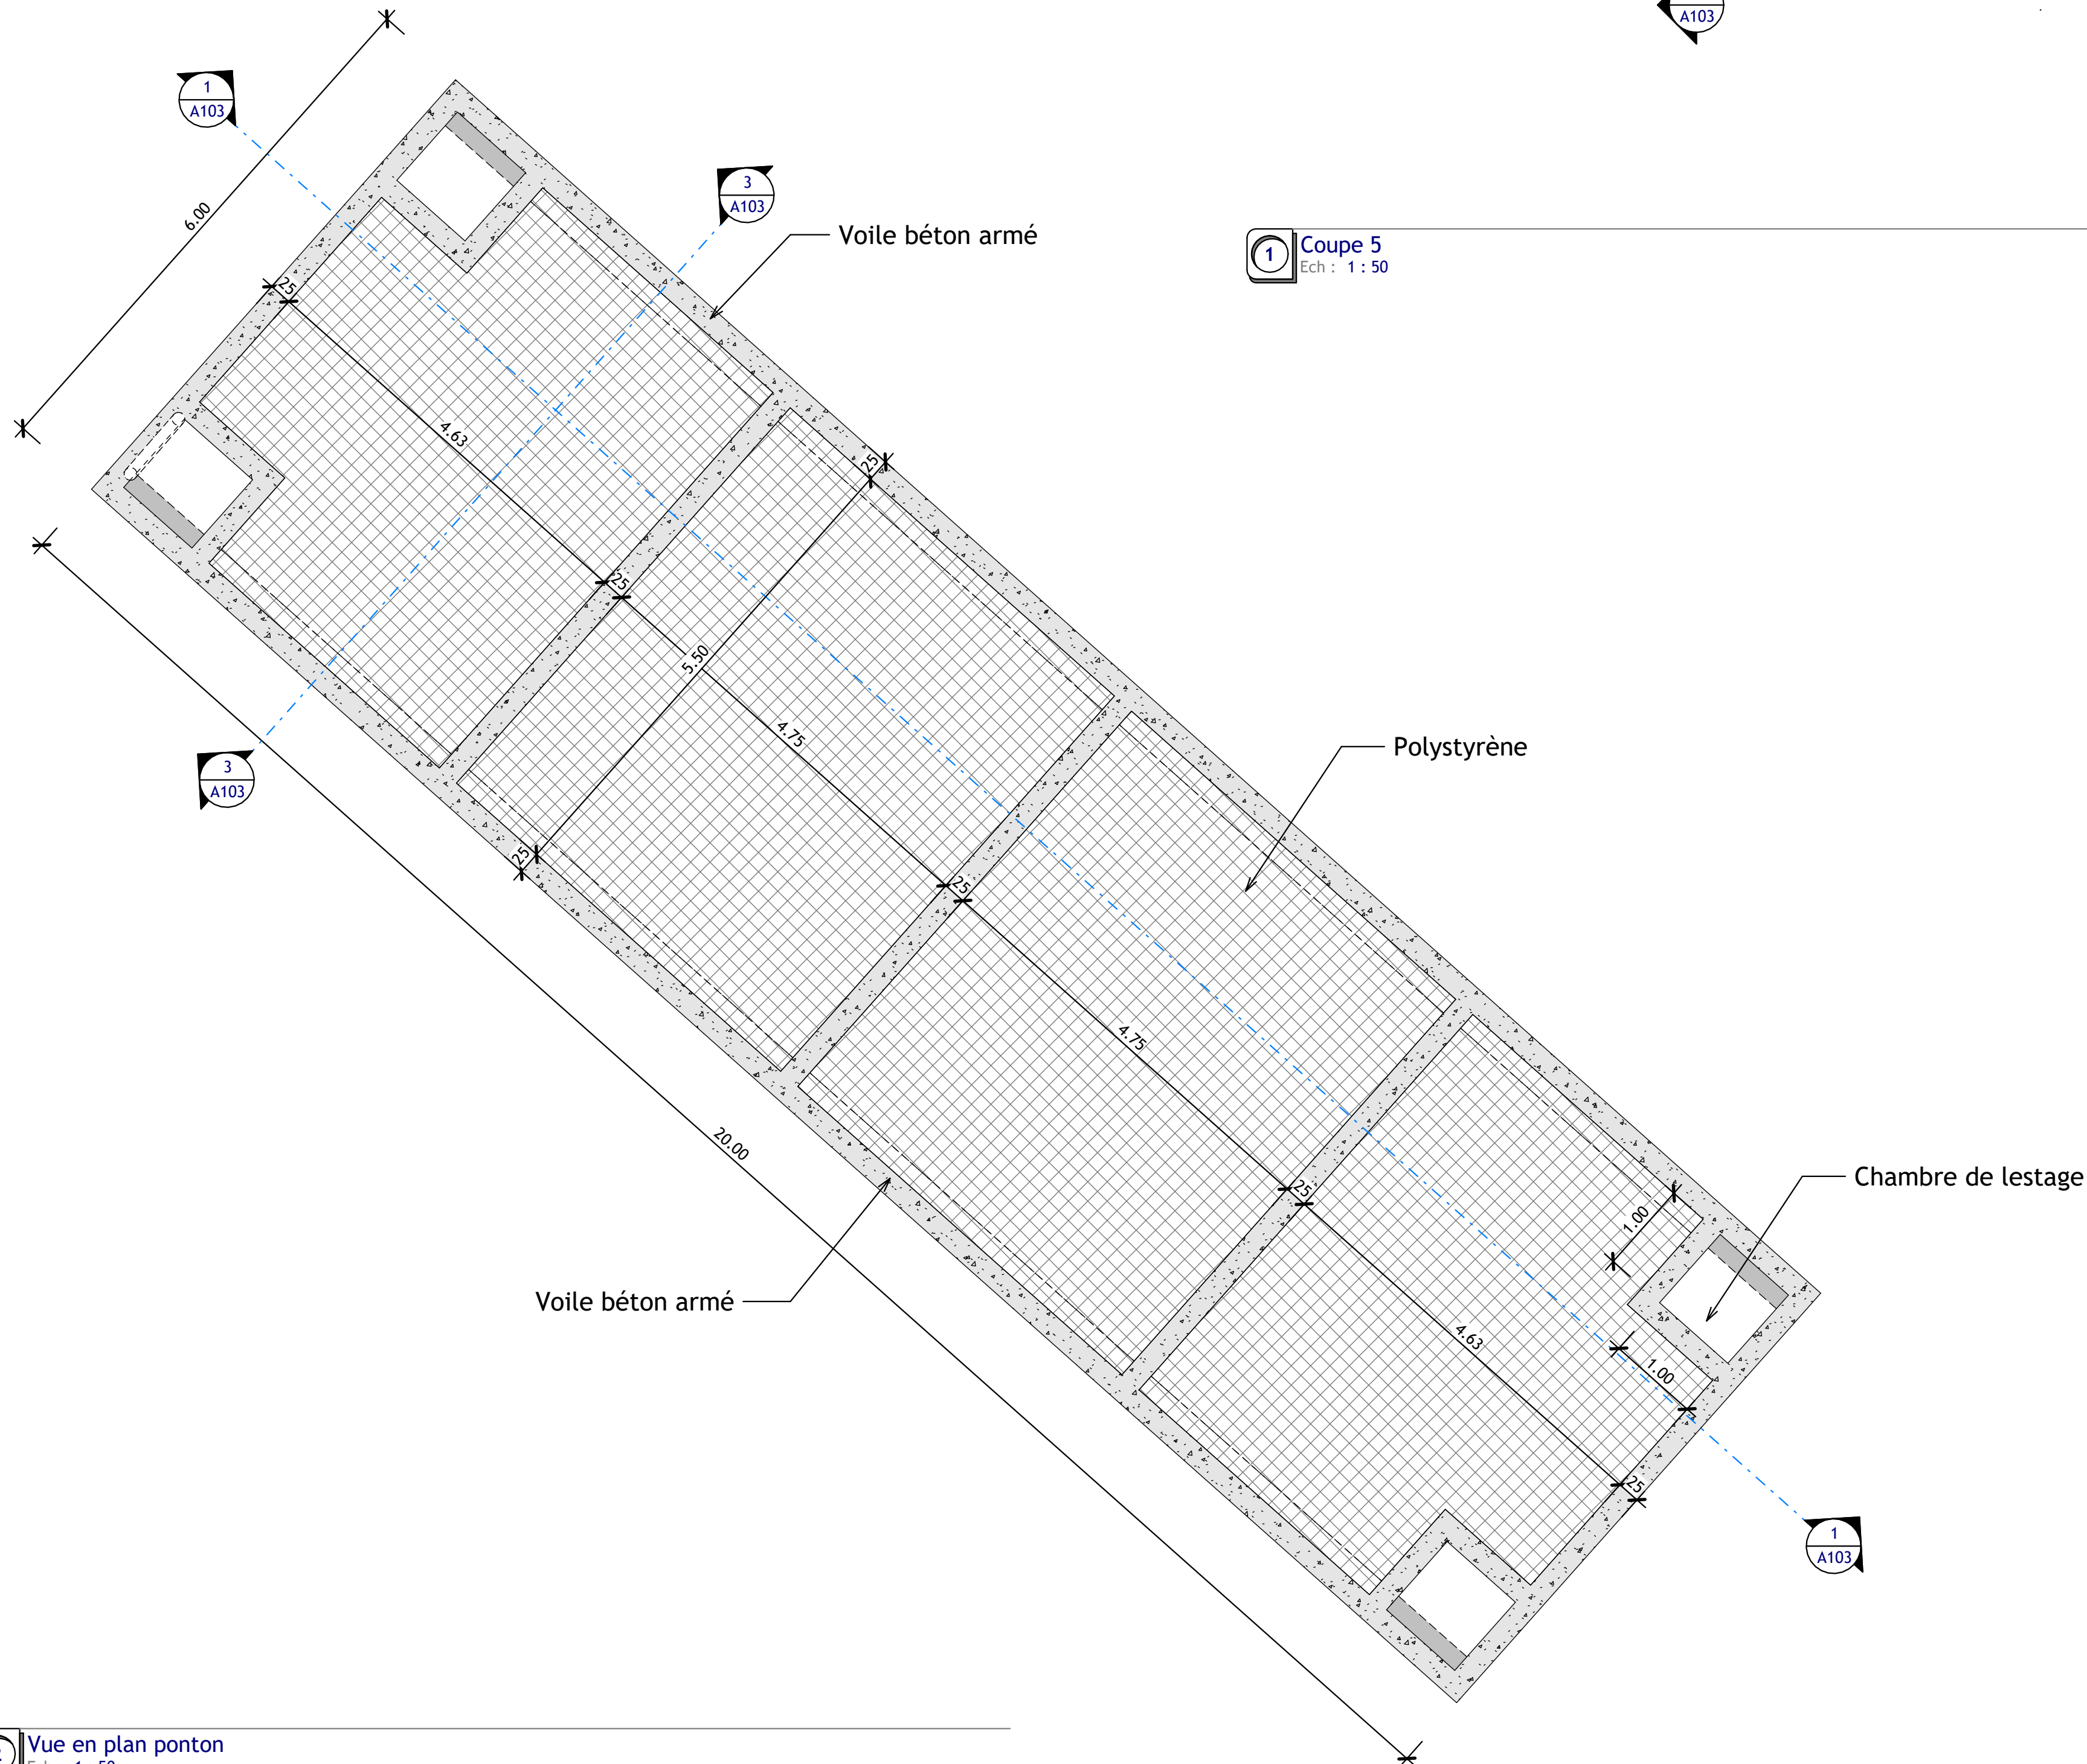 A103
1
A103
6.00
3
A103
Voile béton armé
1
Coupe 5
Ech : 1 : 50
25
4.63
25
25
5.50
4.75
Polystyrène
3
A103
25
25
4.75
20.00
25
1.00
Chambre de lestage
Voile béton armé
4.63
1.00
25
1
A103
Vue en plan ponton